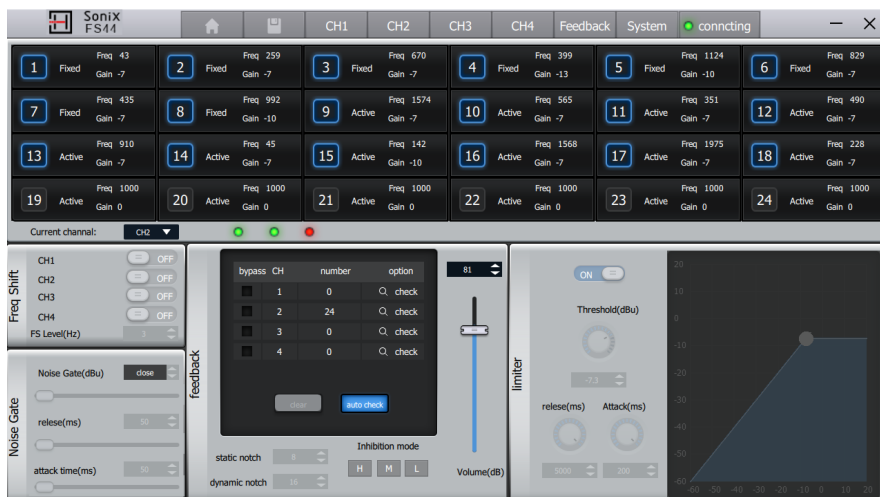 SoniX
FS44
CH1 CH2 CH3 CH4 Feedback System conncting
1 Fixed Freq 43 Gain -7
2 Fixed Freq 259 Gain -7
3 Fixed Freq 670 Gain -7
4 Fixed Freq 399 Gain -13
5 Fixed Freq 1124 Gain -10
6 Fixed Freq 829 Gain -7
7 Fixed Freq 435 Gain -7
8 Fixed Freq 992 Gain -10
9 Active Freq 1574 Gain -7
10 Active Freq 565 Gain -7
11 Active Freq 351 Gain -7
12 Active Freq 490 Gain -7
13 Active Freq 910 Gain -7
14 Active Freq 45 Gain -7
15 Active Freq 142 Gain -10
16 Active Freq 1568 Gain -7
17 Active Freq 1975 Gain -7
18 Active Freq 228 Gain -7
19 Active Freq 1000 Gain 0
20 Active Freq 1000 Gain 0
21 Active Freq 1000 Gain 0
22 Active Freq 1000 Gain 0
23 Active Freq 1000 Gain 0
24 Active Freq 1000 Gain 0
Current channal: CH2
Freq Shift
CH1 OFF
CH2 OFF
CH3 OFF
CH4 OFF
FS Level(Hz) 3
Noise Gate
Noise Gate(dBu) close
relese(ms) 50
attack time(ms) 50
feedback
bypass CH number option
1 0 check
2 24 check
3 0 check
4 0 check
clear auto check
static notch 8
dynamic notch 16
Inhibition mode
H M L
81
Volume(dB)
limiter
ON
Threshold(dBu)
-7.3
relese(ms) Attack(ms)
5000 200
20
10
8
-10
-20
-30
-40
-50
-60
-60 -50 -40 -30 -20 -10 0 10 20